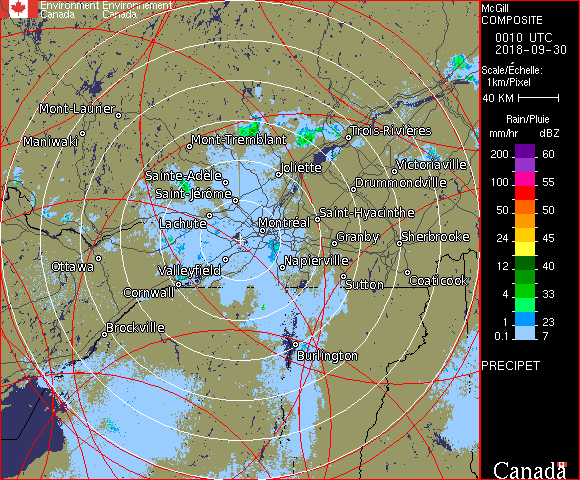 Environment Environnement
Canada Canada
McGill
COMPOSITE
0010 UTC
2018-09-30
Scale/Échelle:
1km/Pixel
40 KM
Rain/Pluie
mm/hr dBZ
200 60
100 55
50 50
50 45
24 30
12 40
4 33
1 23
0.1 7
PRECIPET
Canada
Mont-Laurier
Maniwaki
Mont-Tremblant
Trois-Rivières
Victoriaville
Joliette
Sainte-Adèle
Drummondville
Saint-Jérôme
Saint-Hyacinthe
Lachute
Montréal
Granby
Sherbrooke
Ottawa
Valleyfield
Napierville
Cornwall
Sutton
Coaticook
Brockville
Burlington